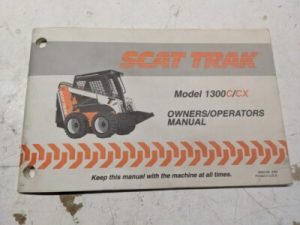 SCAT TRAK
Model 1300C/CX
OWNERS/OPERATORS
MANUAL
Keep this manual with the machine at all times.